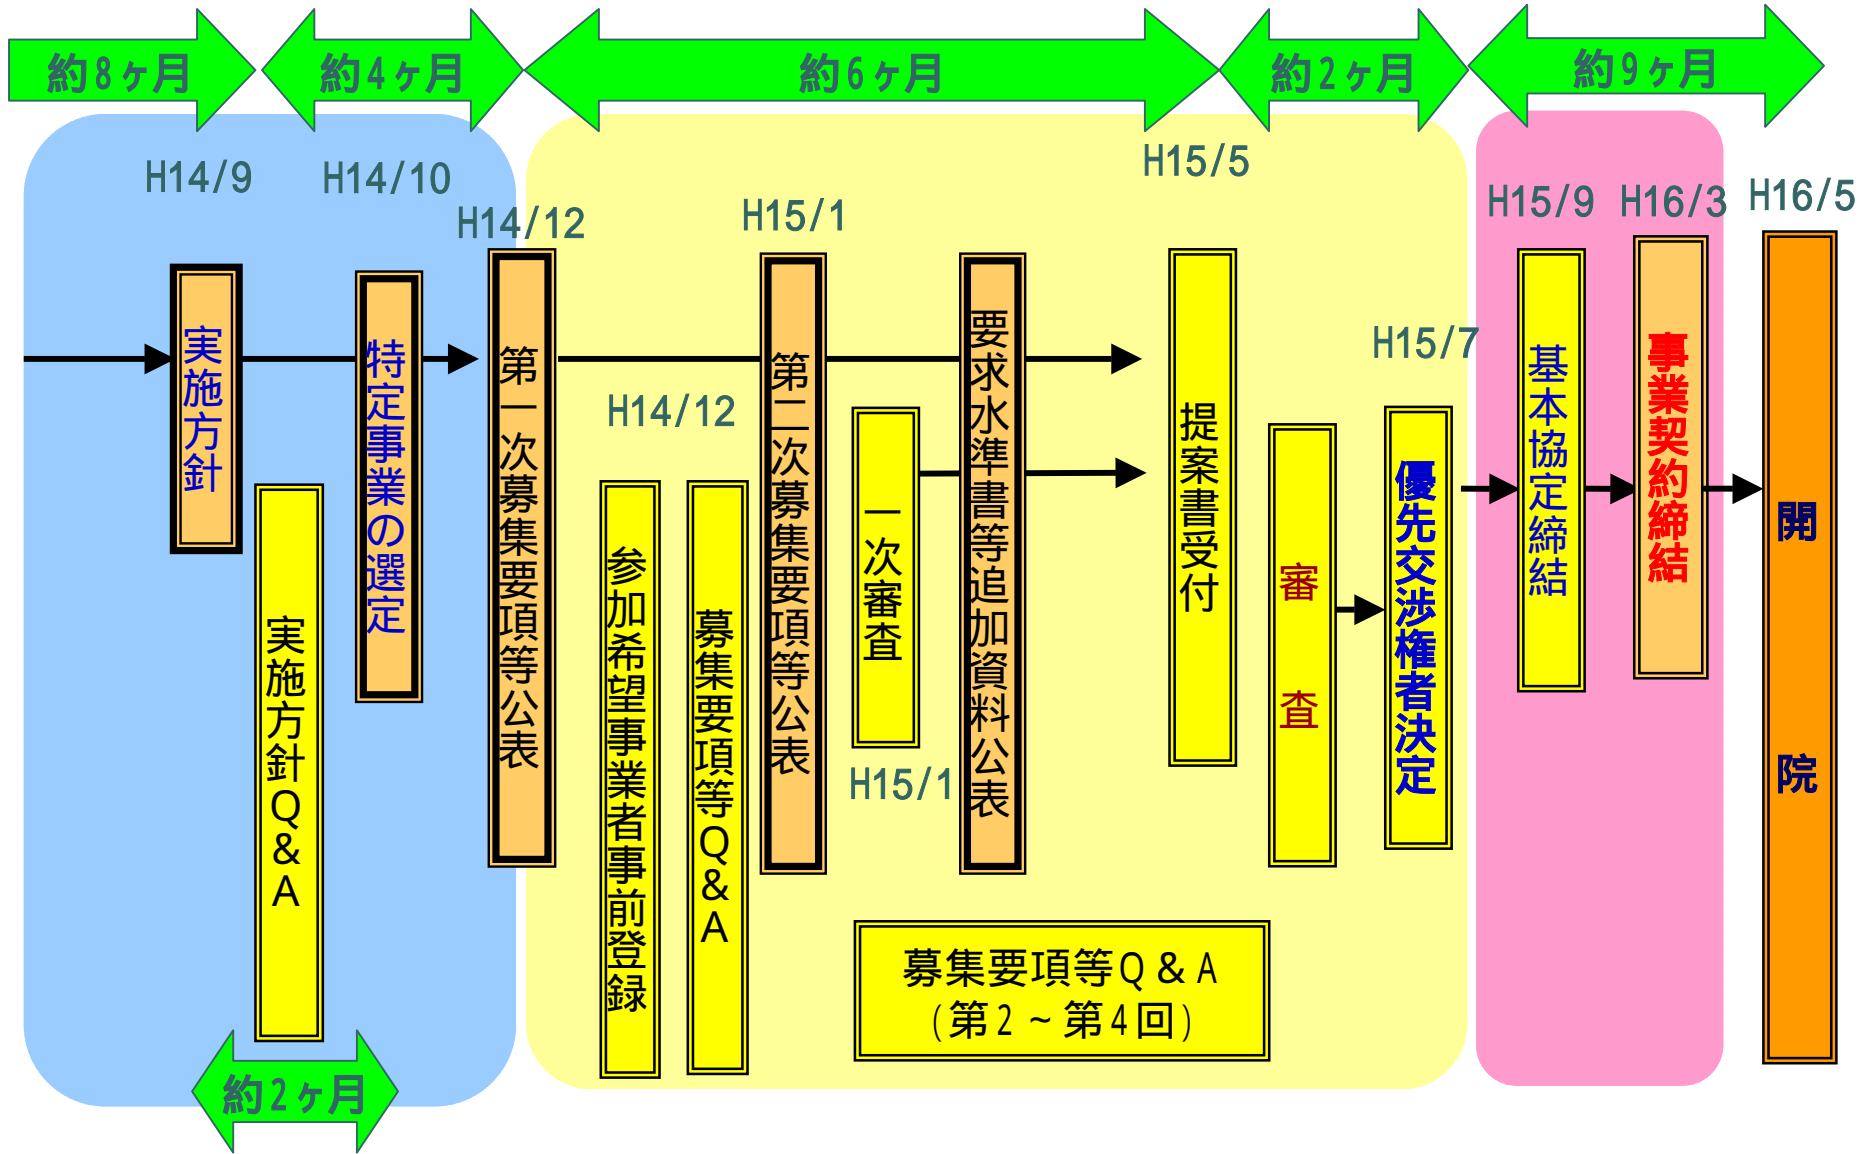 約8ヶ月
約4ヶ月
約6ヶ月
約2ヶ月
約9ヶ月
H14/9
実施方針
実施方針Q&A
約2ヶ月
H14/10
特定事業の選定
H14/12
第一次募集要項等公表
H14/12
参加希望事業者事前登録
募集要項等Q&A
H15/1
第二次募集要項等公表
一次審査
H15/1
要求水準書等追加資料公表
H15/5
提案書受付
募集要項等Q&A
(第2~第4回)
審査
H15/7
優先交渉権者決定
H15/9
基本協定締結
H16/3
事業契約締結
H16/5
開院